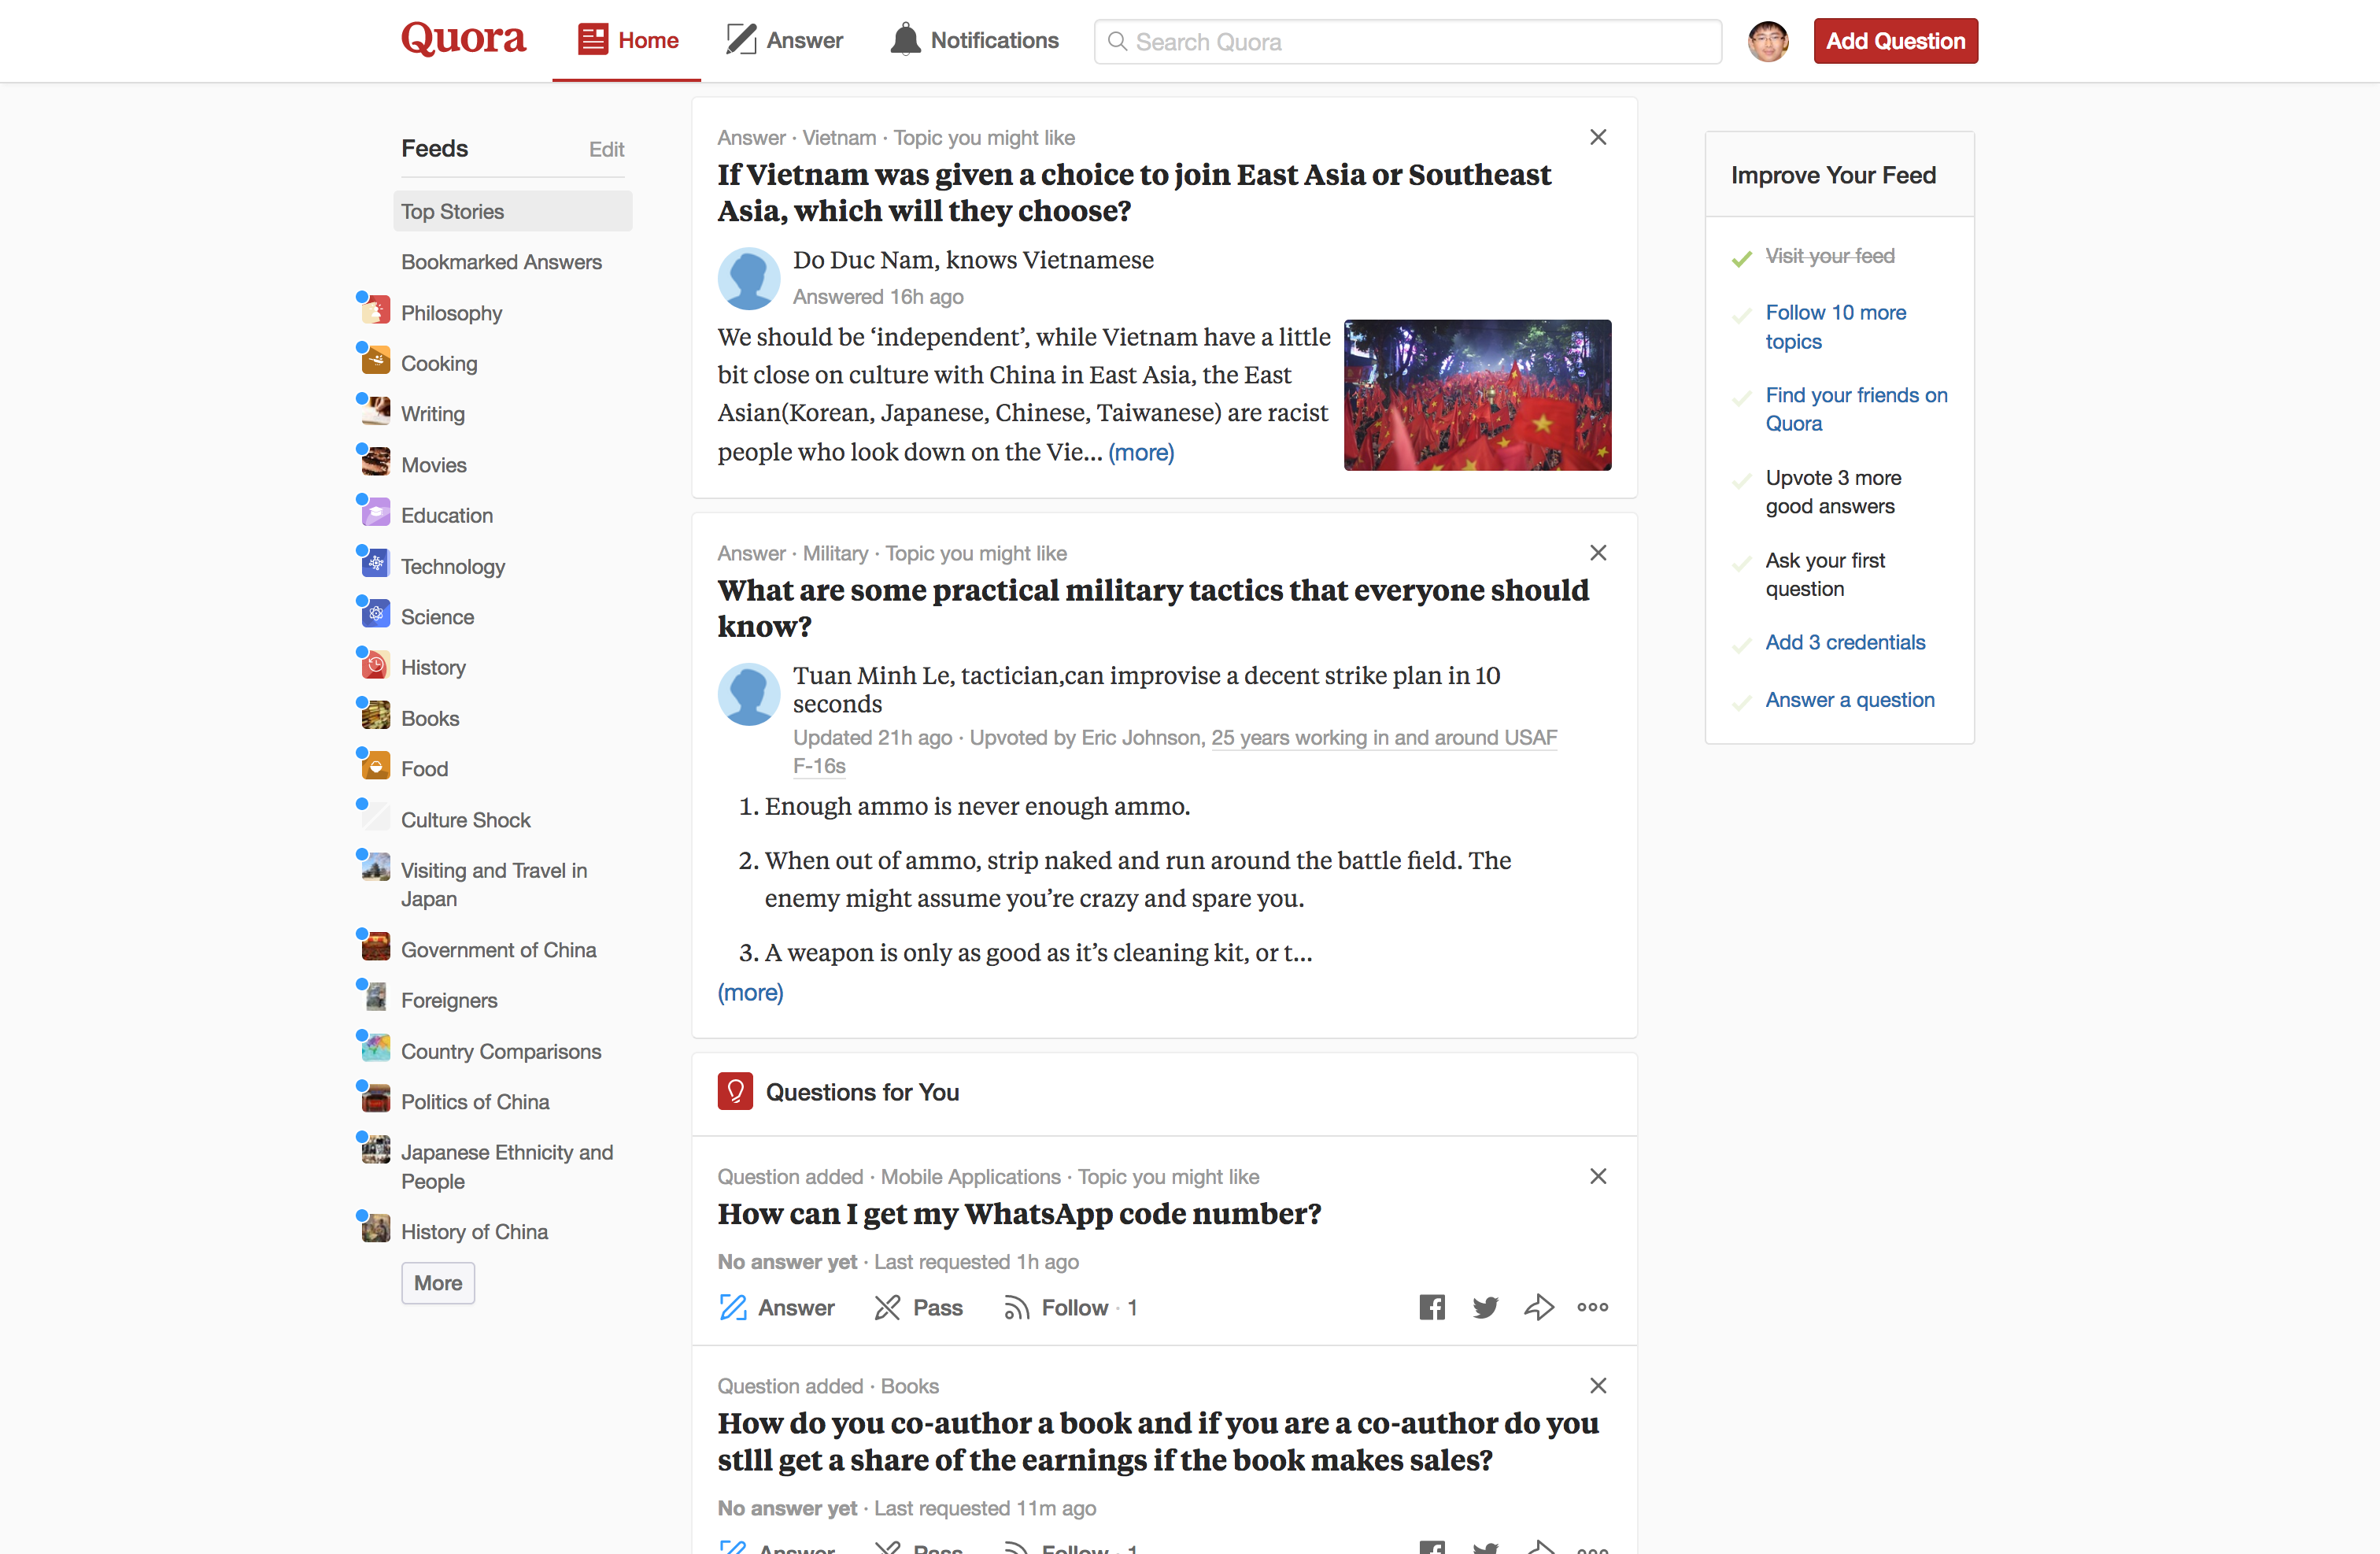 Quora
Home
Answer
Notifications
Search Quora
Add Question
Feeds
Edit
Top Stories
Bookmarked Answers
Philosophy
Cooking
Writing
Movies
Education
Technology
Science
History
Books
Food
Culture Shock
Visiting and Travel in
Japan
Government of China
Foreigners
Country Comparisons
Politics of China
Japanese Ethnicity and
People
History of China
More
Answer · Vietnam · Topic you might like
If Vietnam was given a choice to join East Asia or Southeast
Asia, which will they choose?
Do Duc Nam, knows Vietnamese
Answered 16h ago
We should be ‘independent’, while Vietnam have a little
bit close on culture with China in East Asia, the East
Asian(Korean, Japanese, Chinese, Taiwanese) are racist
people who look down on the Vie... (more)
Answer · Military · Topic you might like
What are some practical military tactics that everyone should
know?
Tuan Minh Le, tactician,can improvise a decent strike plan in 10
seconds
Updated 21h ago · Upvoted by Eric Johnson, 25 years working in and around USAF
F-16s
1. Enough ammo is never enough ammo.
2. When out of ammo, strip naked and run around the battle field. The
enemy might assume you’re crazy and spare you.
3. A weapon is only as good as it’s cleaning kit, or t...
(more)
Questions for You
Question added · Mobile Applications · Topic you might like
How can I get my WhatsApp code number?
No answer yet · Last requested 1h ago
Answer
Pass
Follow · 1
Question added · Books
How do you co-author a book and if you are a co-author do you
stlll get a share of the earnings if the book makes sales?
No answer yet · Last requested 11m ago
Answer
Pass
Follow · 1
Improve Your Feed
Visit your feed
Follow 10 more
topics
Find your friends on
Quora
Upvote 3 more
good answers
Ask your first
question
Add 3 credentials
Answer a question